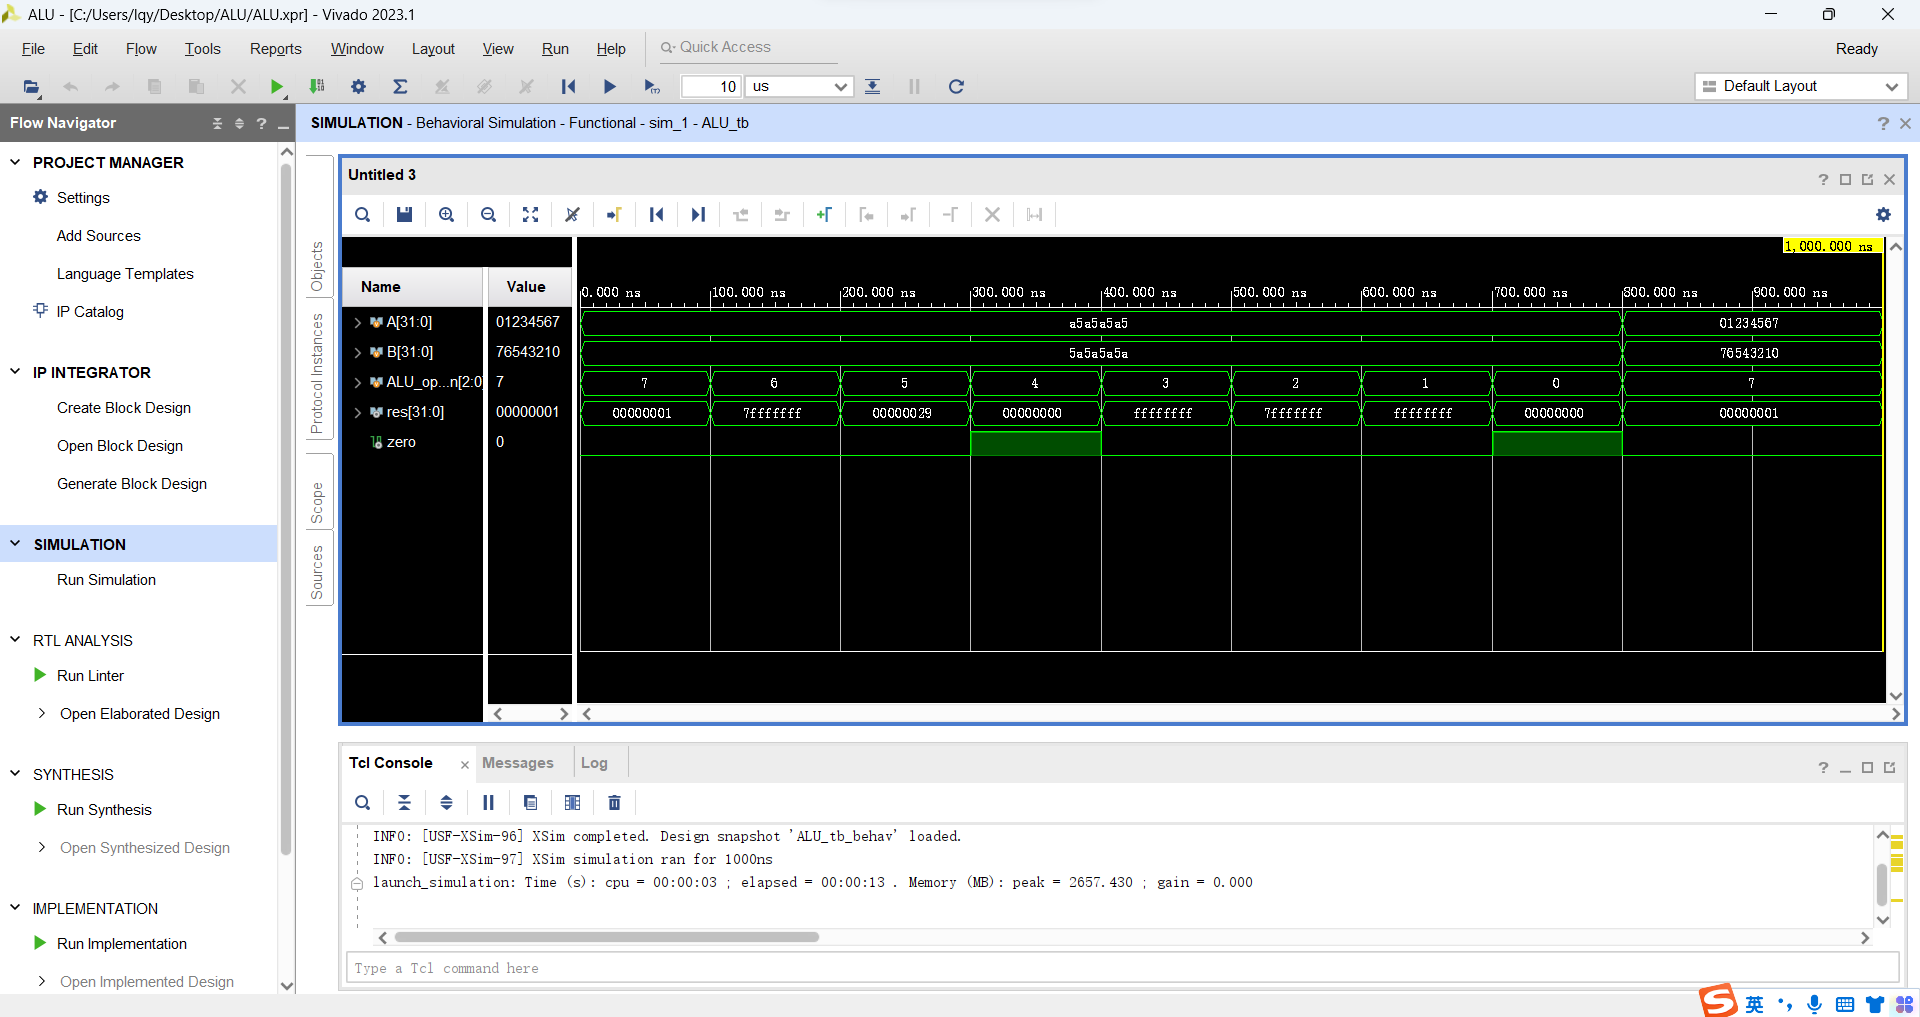 ALU - [C:/Users/lqy/Desktop/ALU/ALU.xpr] - Vivado 2023.1
File Edit Flow Tools Reports Window Layout View Run Help Quick Access Ready
10 us Default Layout
Flow Navigator
SIMULATION - Behavioral Simulation - Functional - sim_1 - ALU_tb
PROJECT MANAGER
Settings
Add Sources
Language Templates
IP Catalog
IP INTEGRATOR
Create Block Design
Open Block Design
Generate Block Design
SIMULATION
Run Simulation
RTL ANALYSIS
Run Linter
Open Elaborated Design
SYNTHESIS
Run Synthesis
Open Synthesized Design
IMPLEMENTATION
Run Implementation
Open Implemented Design
Objects
Protocol Instances
Scope
Sources
Untitled 3
1,000.000 ns
Name Value 0.000 ns 100.000 ns 200.000 ns 300.000 ns 400.000 ns 500.000 ns 600.000 ns 700.000 ns 800.000 ns 900.000 ns
A[31:0] 01234567 a5a5a5a5 01234567
B[31:0] 76543210 5a5a5a5a 76543210
ALU_op...n[2:0] 7 7 6 5 4 3 2 1 0 7
res[31:0] 00000001 00000001 7fffffff 00000029 00000000 ffffffff 7fffffff ffffffff 00000000 00000001
zero 0
Tcl Console Messages Log
INFO: [USF-XSim-96] XSim completed. Design snapshot 'ALU_tb_behav' loaded.
INFO: [USF-XSim-97] XSim simulation ran for 1000ns
launch_simulation: Time (s): cpu = 00:00:03 ; elapsed = 00:00:13 . Memory (MB): peak = 2657.430 ; gain = 0.000
Type a Tcl command here
英